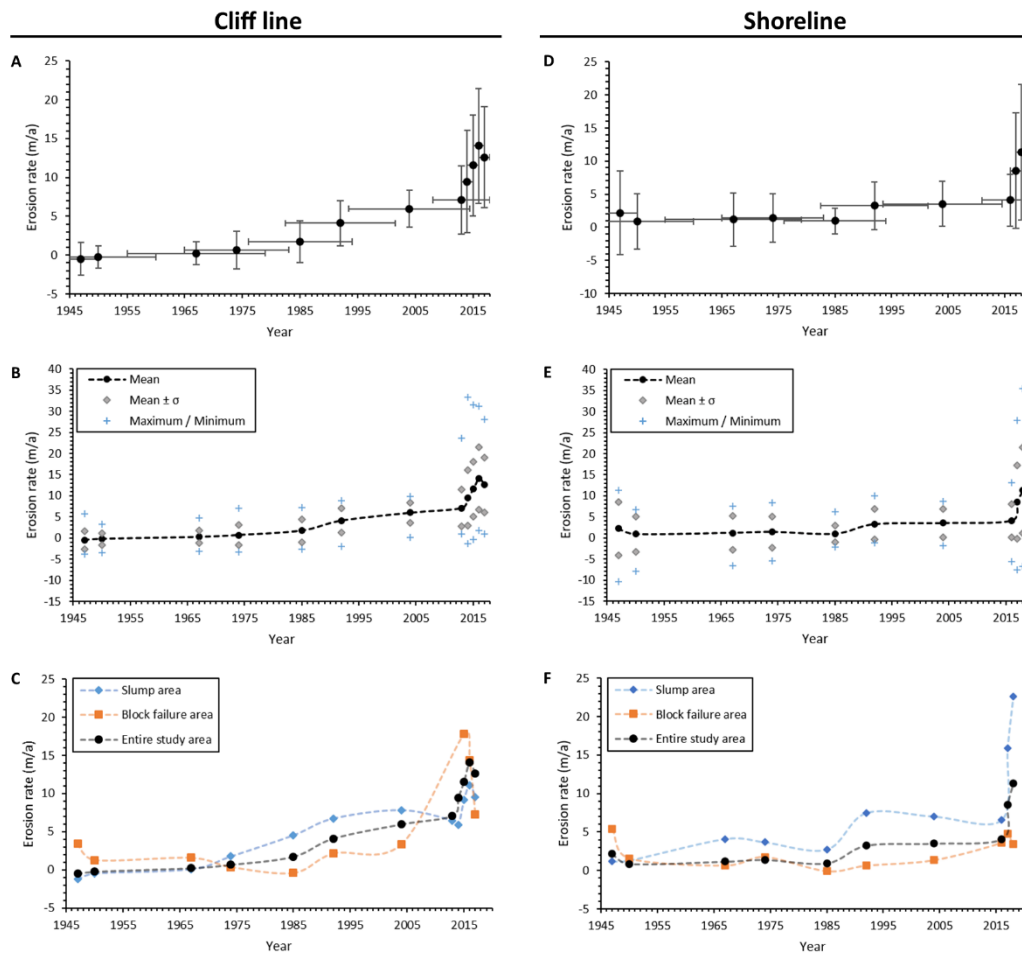 Cliff line
Shoreline
A
Erosion rate (m/a)
25
20
15
10
5
0
-5
1945 1955 1965 1975 1985 1995 2005 2015
Year
D
Erosion rate (m/a)
25
20
15
10
5
0
-5
-10
1945 1955 1965 1975 1985 1995 2005 2015
Year
B
Erosion rate (m/a)
40
35
30
25
20
15
10
5
0
-5
-10
-15
Mean
Mean ± σ
Maximum / Minimum
1945 1955 1965 1975 1985 1995 2005 2015
Year
E
Erosion rate (m/a)
40
35
30
25
20
15
10
5
0
-5
-10
-15
Mean
Mean ± σ
Maximum / Minimum
1945 1955 1965 1975 1985 1995 2005 2015
Year
C
Erosion rate (m/a)
25
20
15
10
5
0
-5
Slump area
Block failure area
Entire study area
1945 1955 1965 1975 1985 1995 2005 2015
Year
F
Erosion rate (m/a)
25
20
15
10
5
0
-5
Slump area
Block failure area
Entire study area
1945 1955 1965 1975 1985 1995 2005 2015
Year